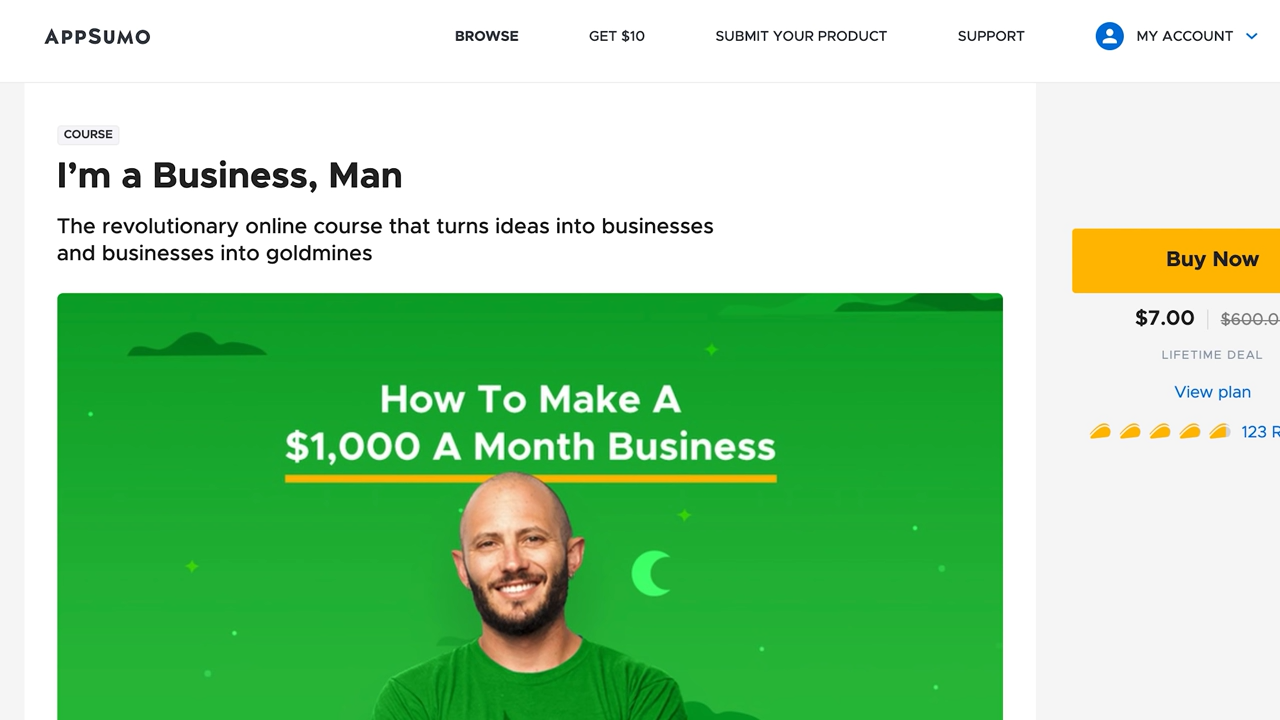 APPSUMO
BROWSE
GET $10
SUBMIT YOUR PRODUCT
SUPPORT
MY ACCOUNT
COURSE
I’m a Business, Man
The revolutionary online course that turns ideas into businesses
and businesses into goldmines
How To Make A
$1,000 A Month Business
Buy Now
$7.00
$600.0
LIFETIME DEAL
View plan
123 R